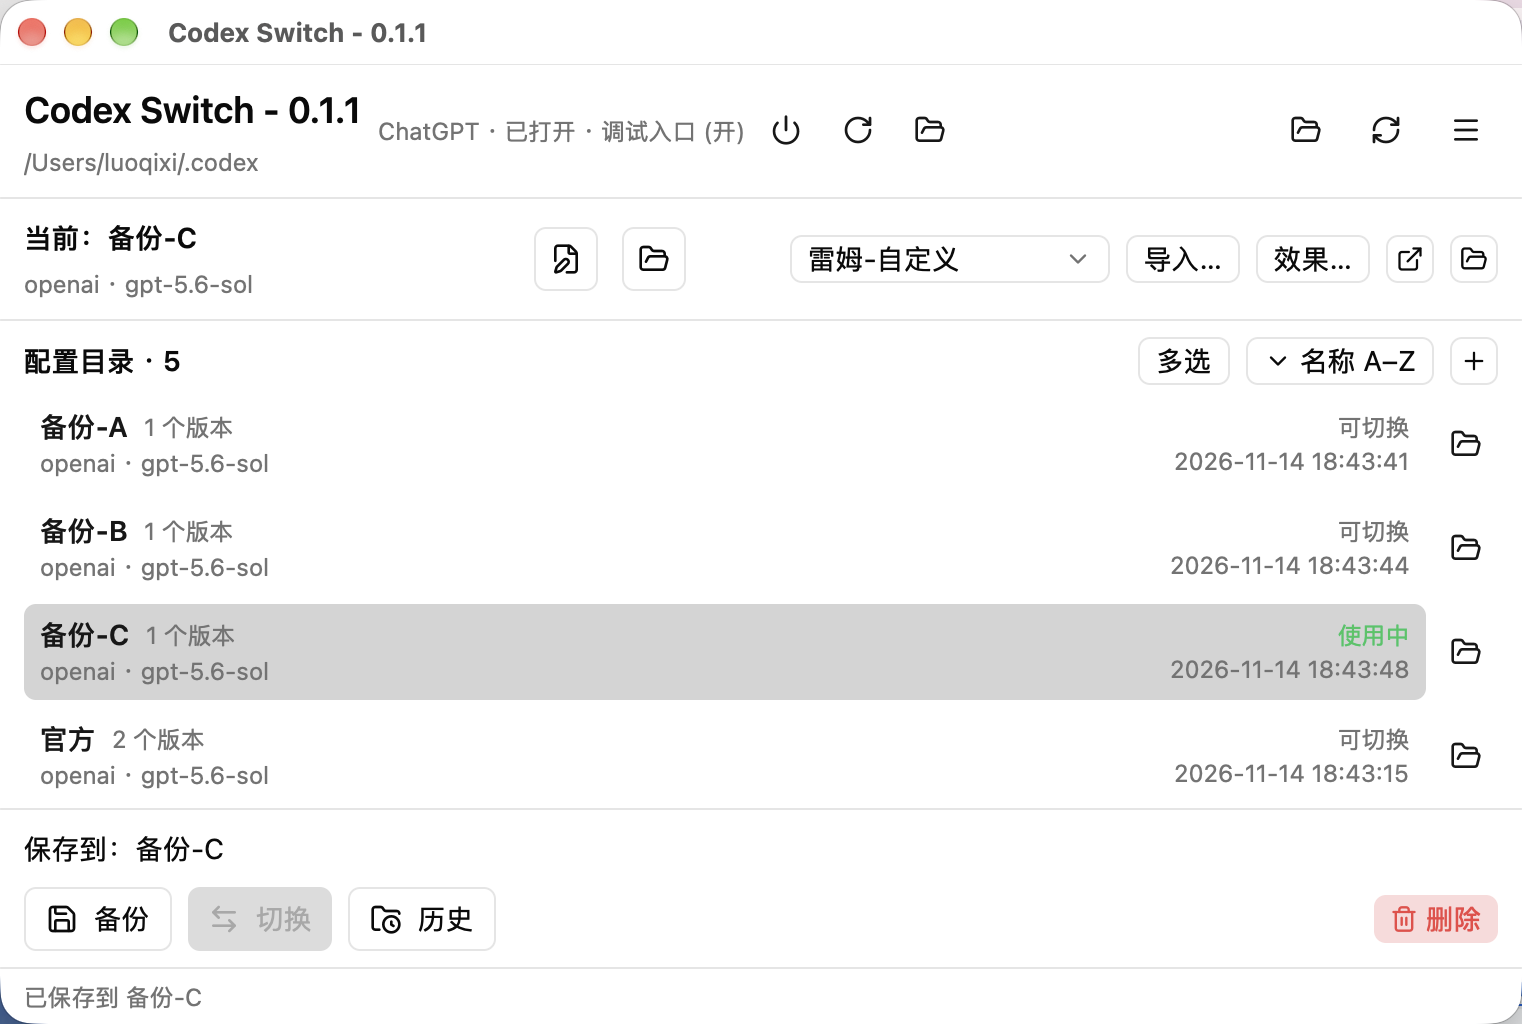 Codex Switch - 0.1.1
Codex Switch - 0.1.1
ChatGPT · 已打开 · 调试入口 (开)
/Users/luoqixi/.codex
当前：备份-C
openai · gpt-5.6-sol
雷姆-自定义
导入...
效果...
配置目录 · 5
多选
名称 A–Z
备份-A 1 个版本
可切换
openai · gpt-5.6-sol
2026-11-14 18:43:41
备份-B 1 个版本
可切换
openai · gpt-5.6-sol
2026-11-14 18:43:44
备份-C 1 个版本
使用中
openai · gpt-5.6-sol
2026-11-14 18:43:48
官方 2 个版本
可切换
openai · gpt-5.6-sol
2026-11-14 18:43:15
保存到：备份-C
备份
切换
历史
删除
已保存到 备份-C